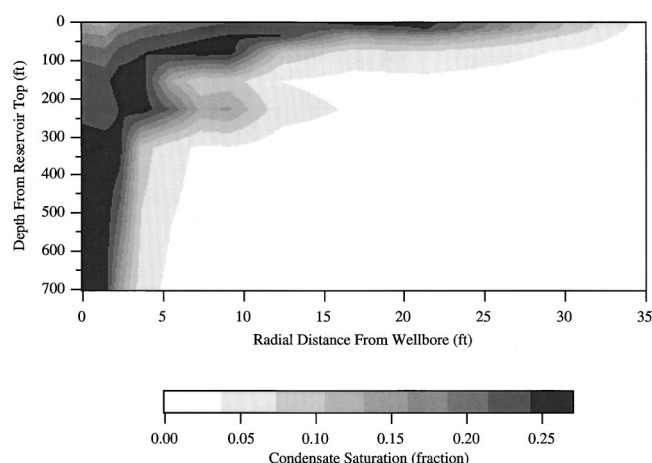 0
100
200
300
400
500
600
700
Depth From Reservoir Top (ft)
0 5 10 15 20 25 30 35
Radial Distance From Wellbore (ft)
0.00 0.05 0.10 0.15 0.20 0.25
Condensate Saturation (fraction)